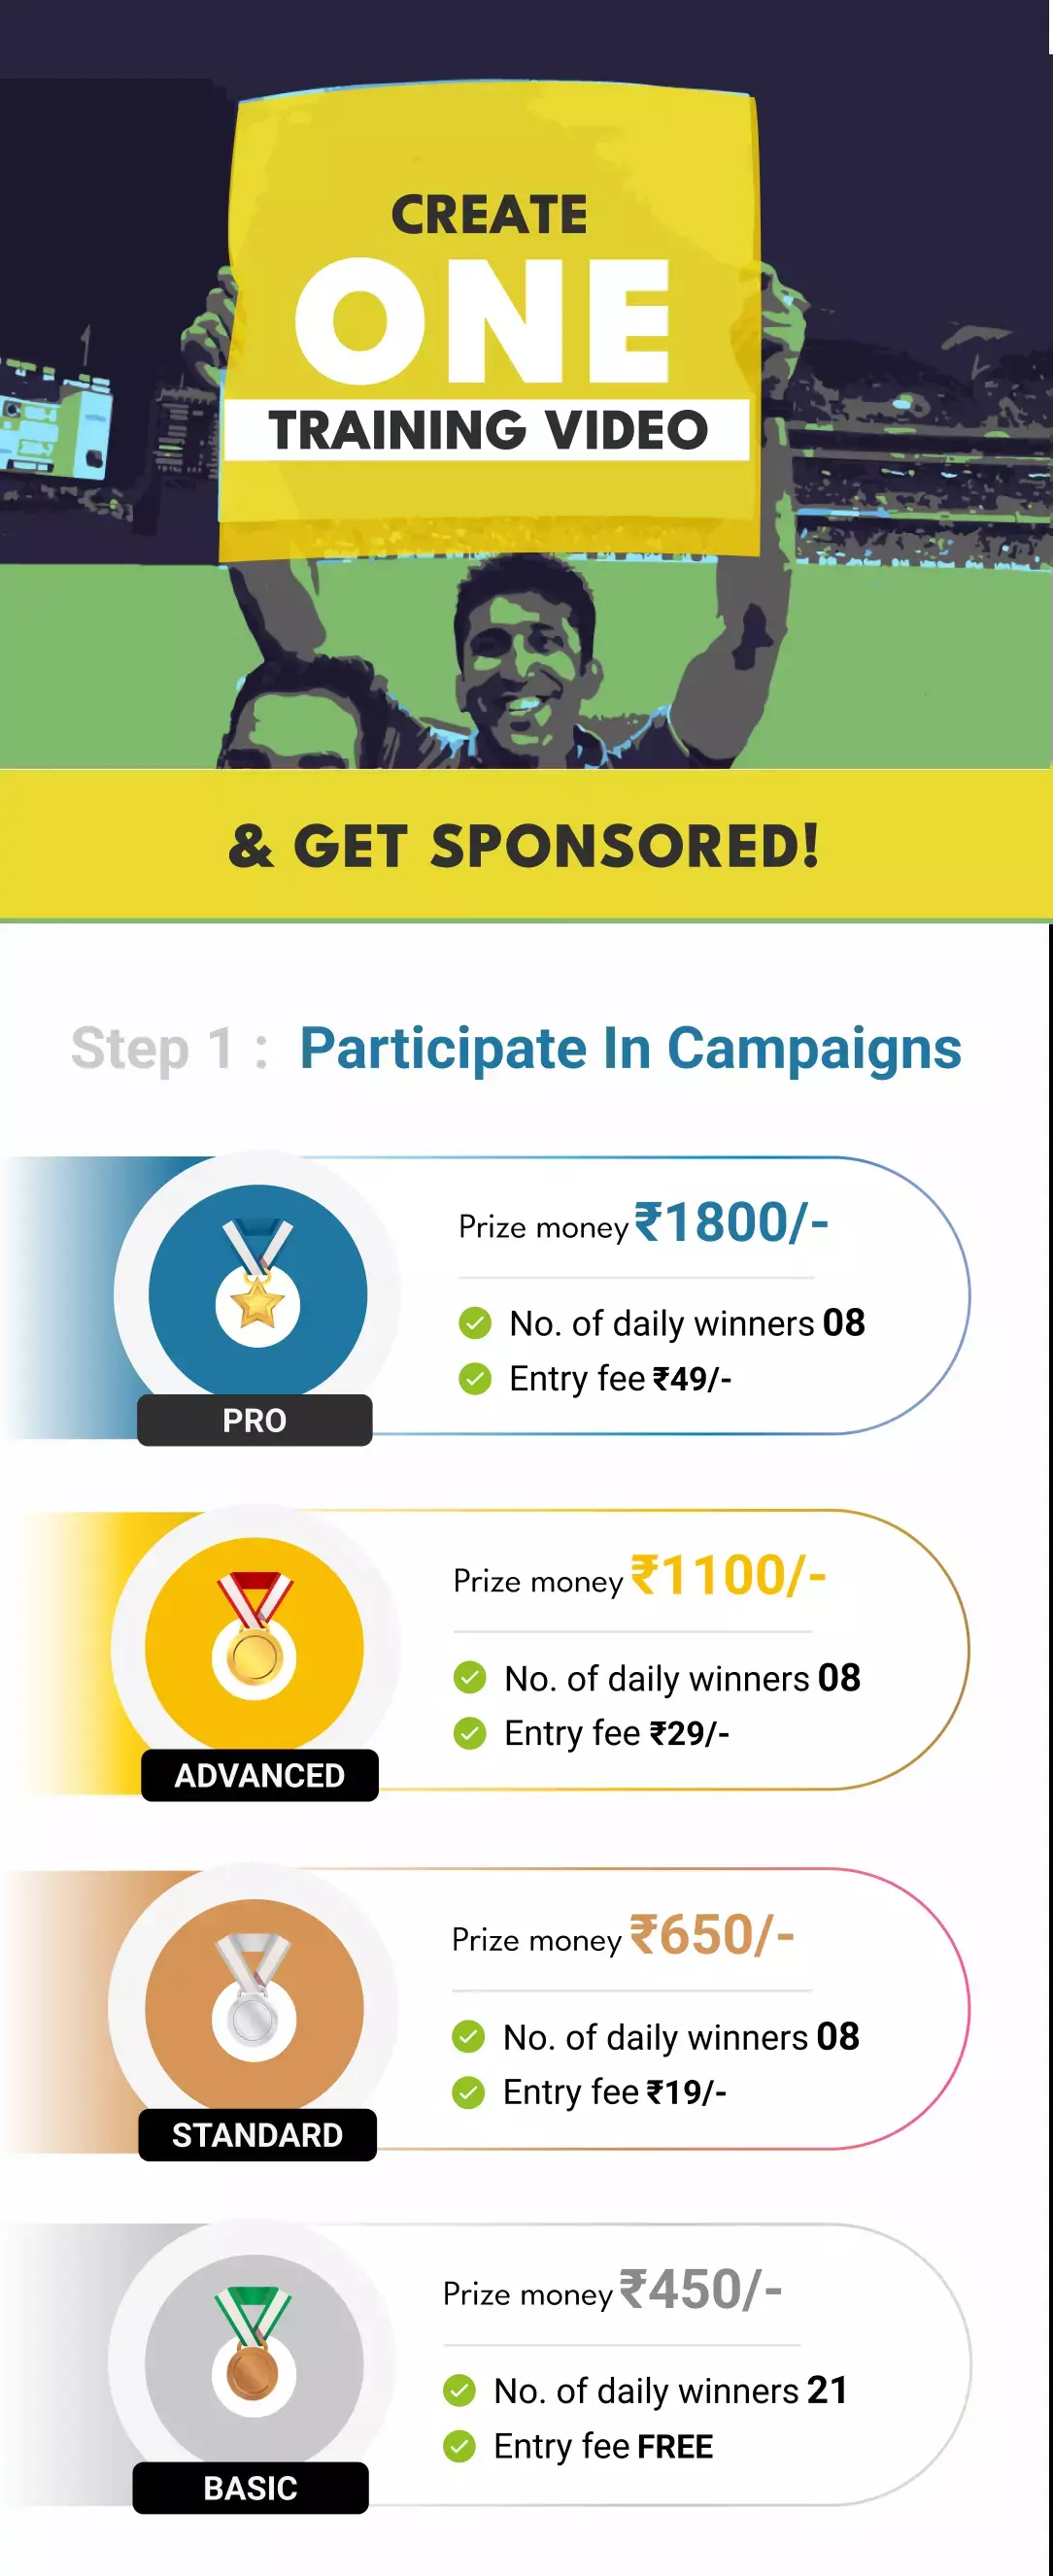 CREATE
ONE
TRAINING VIDEO
& GET SPONSORED!
Step 1 : Participate In Campaigns
Prize money ₹1800/-
No. of daily winners 08
Entry fee ₹49/-
PRO
Prize money ₹1100/-
No. of daily winners 08
Entry fee ₹29/-
ADVANCED
Prize money ₹650/-
No. of daily winners 08
Entry fee ₹19/-
STANDARD
Prize money ₹450/-
No. of daily winners 21
Entry fee FREE
BASIC